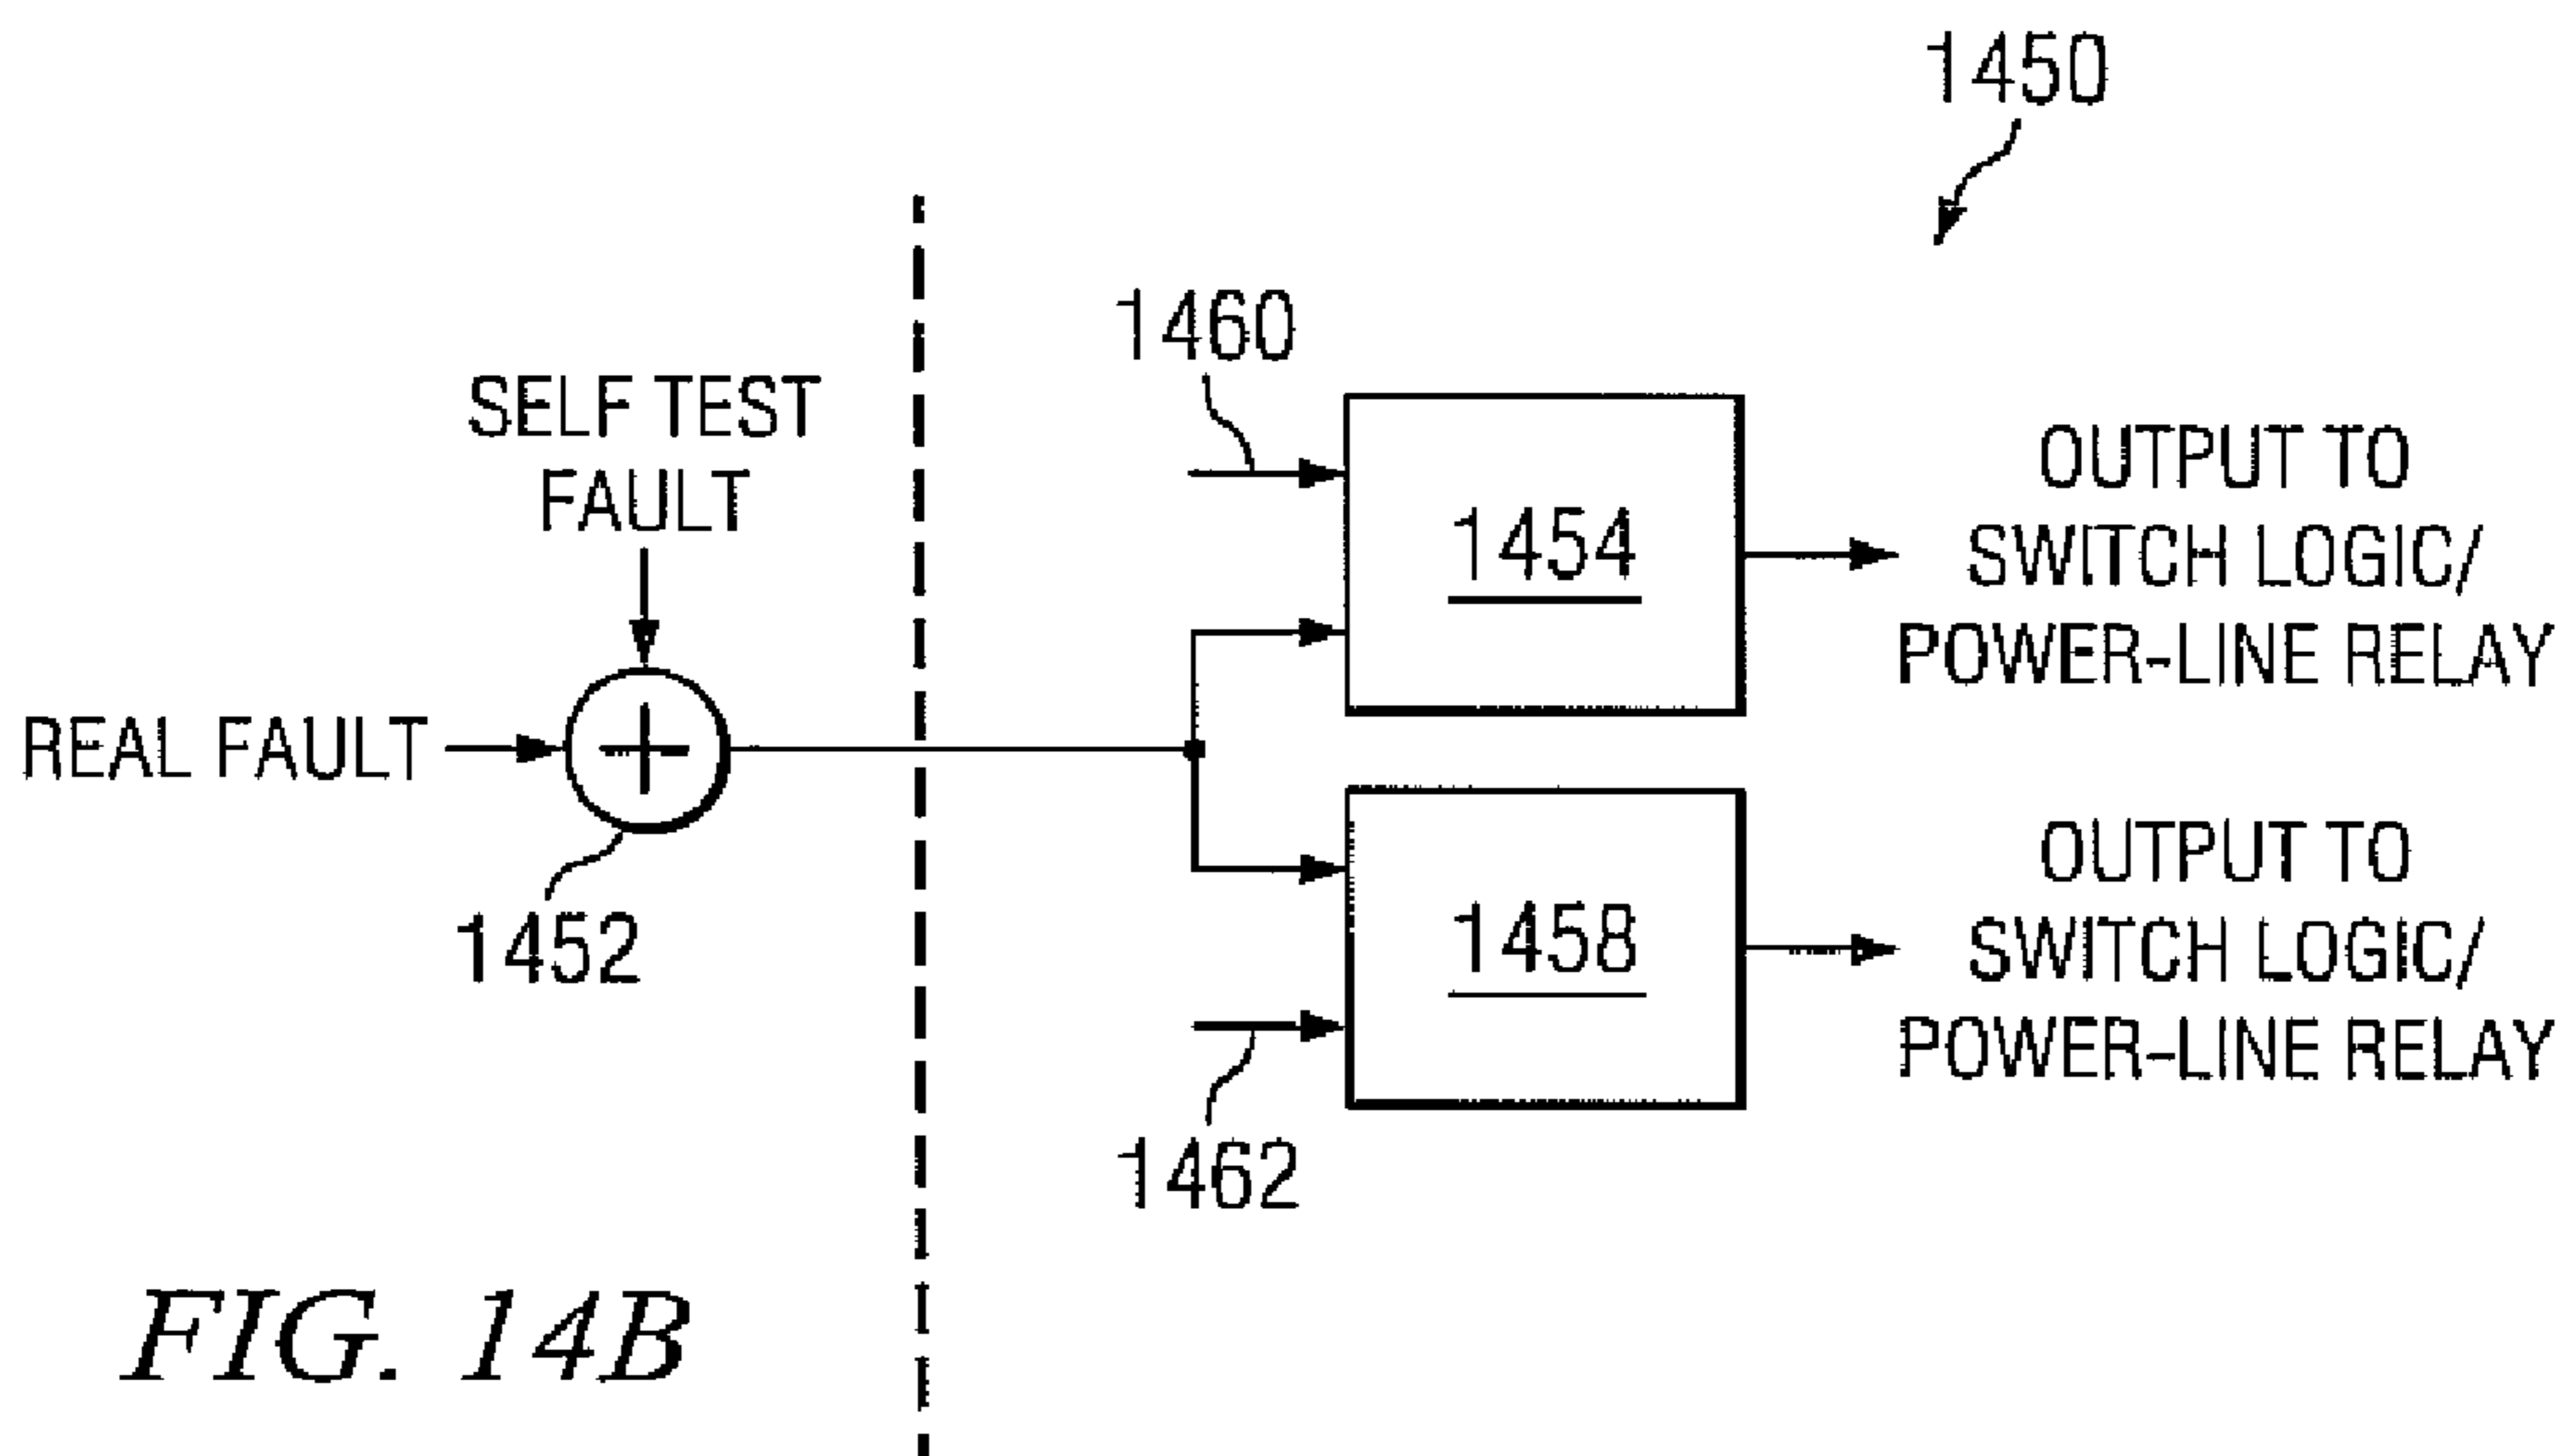 1450
1460
SELF TEST
FAULT
1454
OUTPUT TO
SWITCH LOGIC/
POWER-LINE RELAY
REAL FAULT
+
1452
1458
OUTPUT TO
SWITCH LOGIC/
POWER-LINE RELAY
1462
FIG. 14B